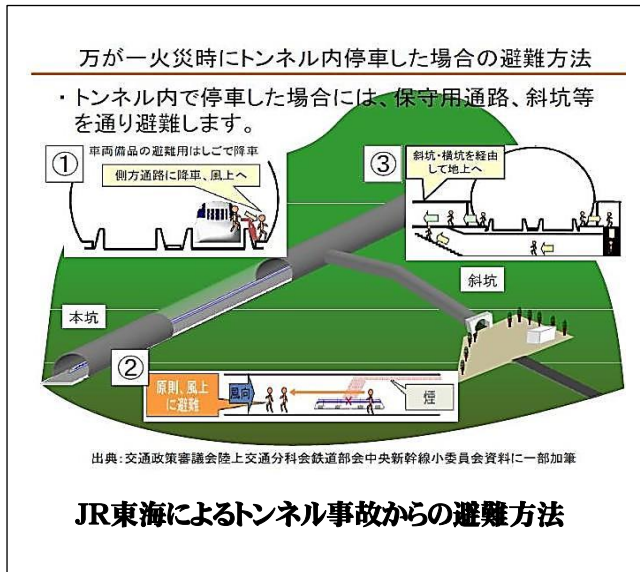 万が一火災時にトンネル内停車した場合の避難方法
・トンネル内で停車した場合には、保守用通路、斜坑等
を通り避難します。
①
車両備品の避難用はしごで降車
側方通路に降車、風上へ
③
斜坑・横坑を経由
して地上へ
本坑
斜坑
②
原則、風上
に避難
風向
煙
出典：交通政策審議会陸上交通分科会鉄道部会中央新幹線小委員会資料に一部加筆
JR東海によるトンネル事故からの避難方法